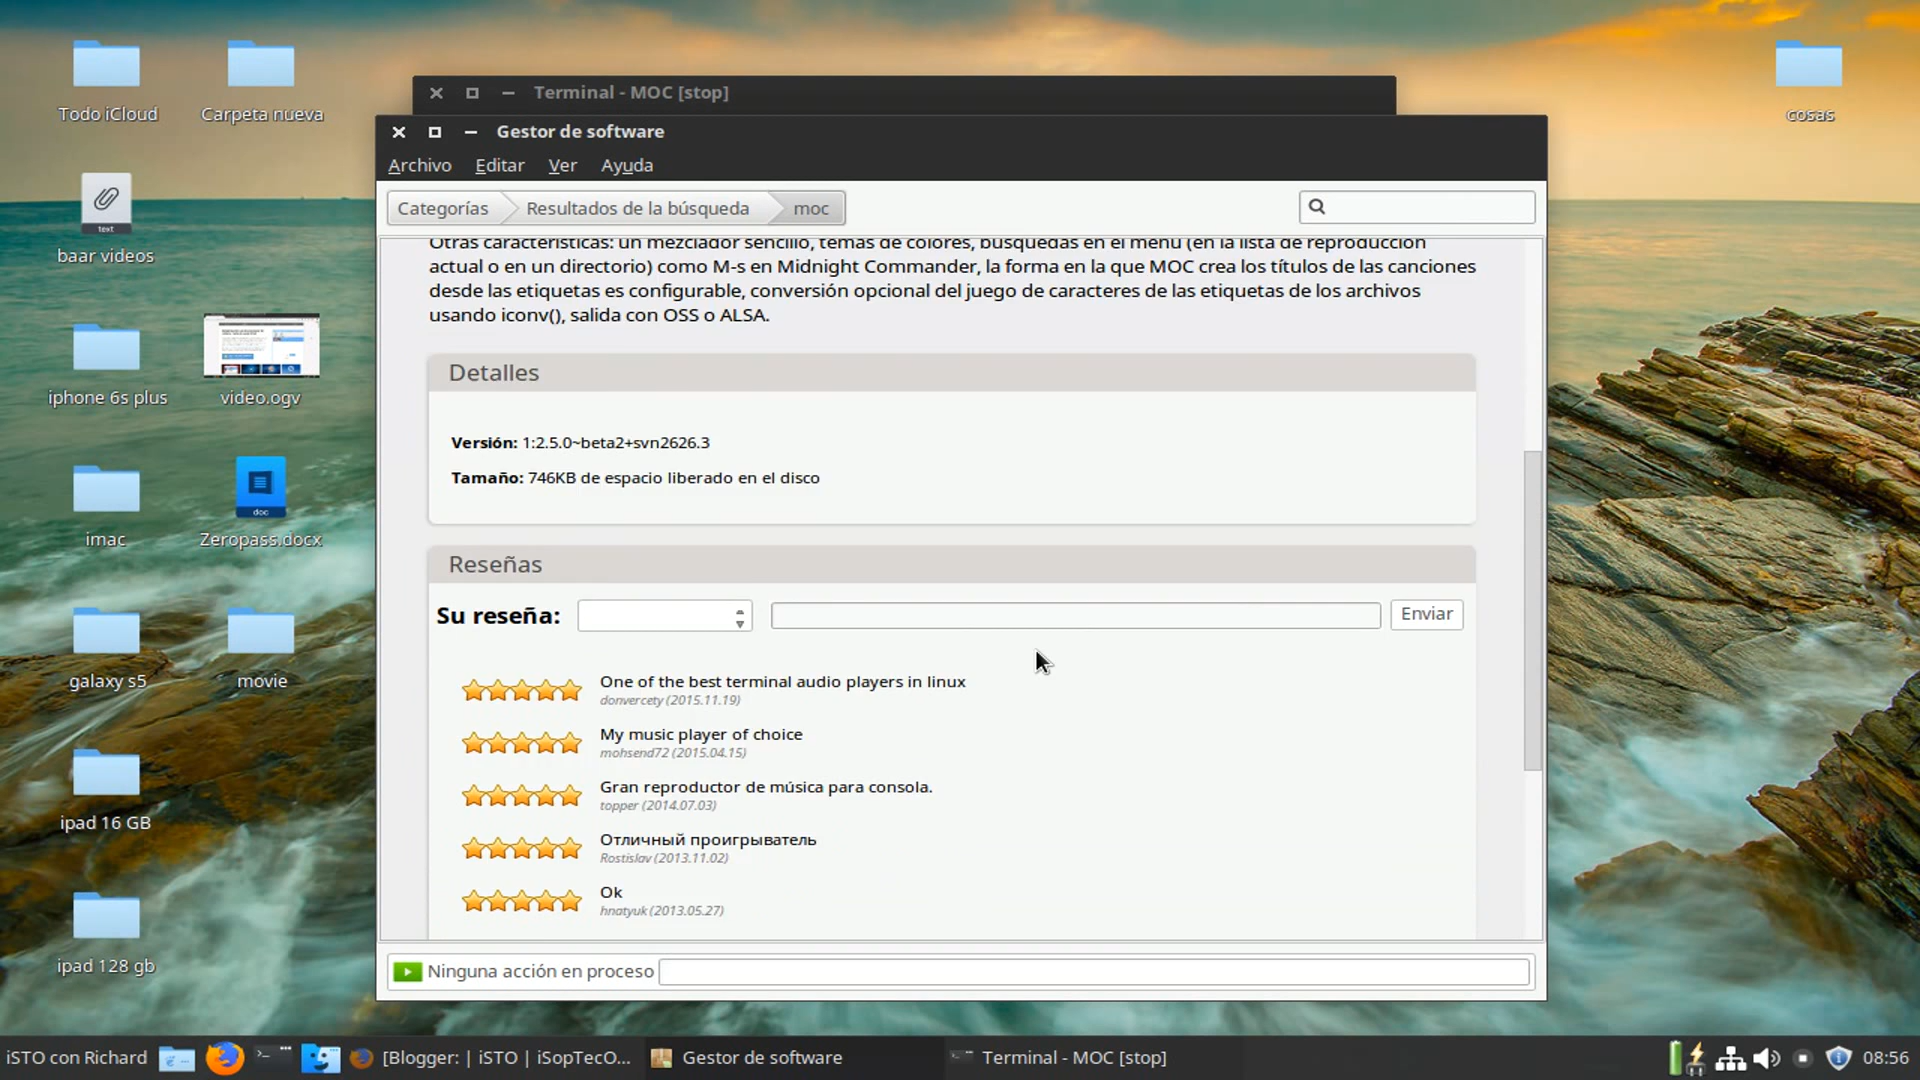 Todo iCloud
Carpeta nueva
cosas
text
baar videos
iphone 6s plus
video.ogv
imac
doc
Zeropass.docx
galaxy s5
movie
ipad 16 GB
ipad 128 gb
Terminal - MOC [stop]
Gestor de software
Archivo Editar Ver Ayuda
Categorías Resultados de la búsqueda moc
Otras características: un mezclador sencillo, temas de colores, búsquedas en el menú (en la lista de reproducción
actual o en un directorio) como M-s en Midnight Commander, la forma en la que MOC crea los títulos de las canciones
desde las etiquetas es configurable, conversión opcional del juego de caracteres de las etiquetas de los archivos
usando iconv(), salida con OSS o ALSA.
Detalles
Versión: 1:2.5.0~beta2+svn2626.3
Tamaño: 746KB de espacio liberado en el disco
Reseñas
Su reseña:
Enviar
One of the best terminal audio players in linux
donvercety (2015.11.19)
My music player of choice
mohsend72 (2015.04.15)
Gran reproductor de música para consola.
topper (2014.07.03)
Отличный проигрыватель
Rostislav (2013.11.02)
Ok
hnatyuk (2013.05.27)
Ninguna acción en proceso
iSTO con Richard
[Blogger: | iSTO | iSopTecO...
Gestor de software
Terminal - MOC [stop]
08:56